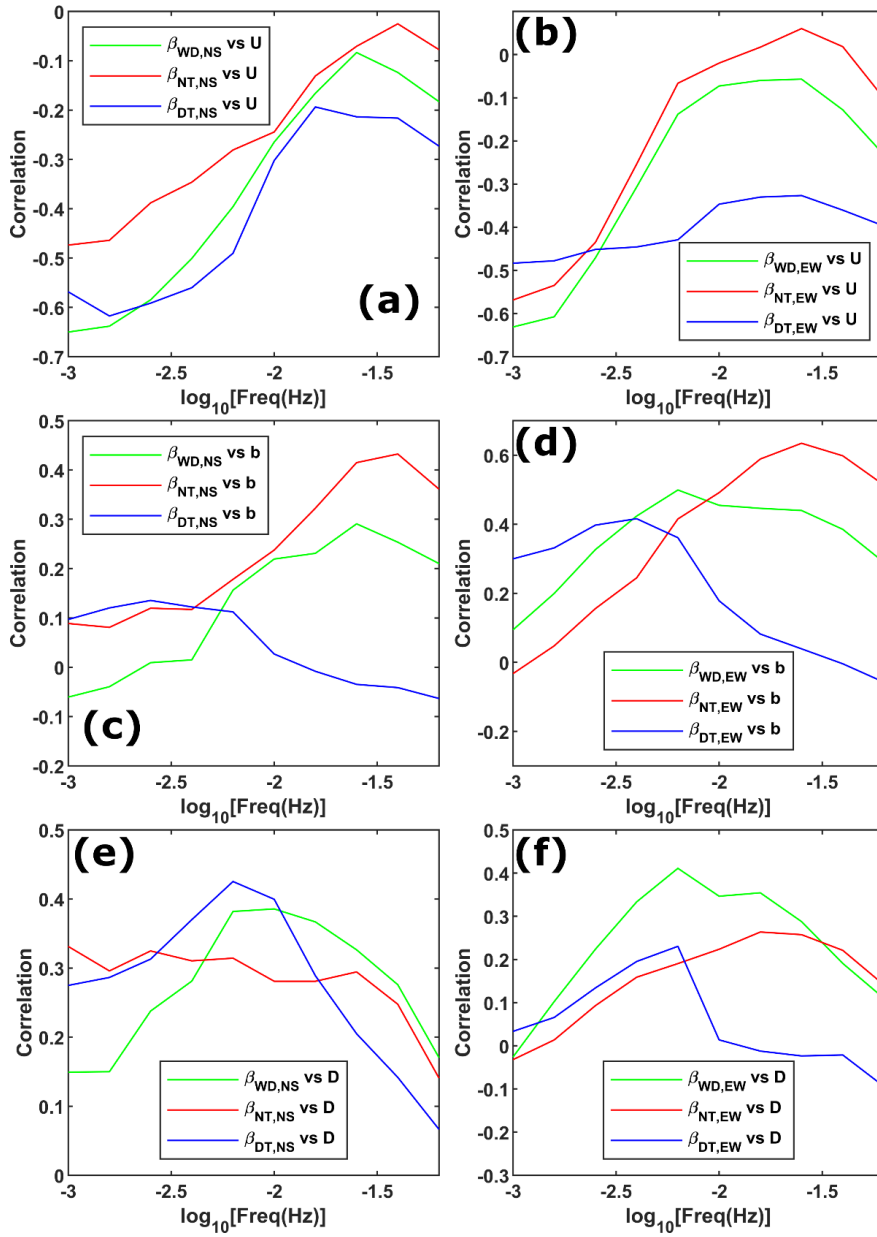 (a)
β_WD,NS vs U
β_NT,NS vs U
β_DT,NS vs U
Correlation
0
-0.1
-0.2
-0.3
-0.4
-0.5
-0.6
-0.7
-3
-2.5
-2
-1.5
log10[Freq(Hz)]
(b)
β_WD,EW vs U
β_NT,EW vs U
β_DT,EW vs U
Correlation
0
-0.1
-0.2
-0.3
-0.4
-0.5
-0.6
-0.7
-3
-2.5
-2
-1.5
log10[Freq(Hz)]
(c)
β_WD,NS vs b
β_NT,NS vs b
β_DT,NS vs b
Correlation
0.5
0.4
0.3
0.2
0.1
0
-0.1
-0.2
-3
-2.5
-2
-1.5
log10[Freq(Hz)]
(d)
β_WD,EW vs b
β_NT,EW vs b
β_DT,EW vs b
Correlation
0.6
0.4
0.2
0
-0.2
-3
-2.5
-2
-1.5
log10[Freq(Hz)]
(e)
β_WD,NS vs D
β_NT,NS vs D
β_DT,NS vs D
Correlation
0.5
0.4
0.3
0.2
0.1
0
-3
-2.5
-2
-1.5
log10[Freq(Hz)]
(f)
β_WD,EW vs D
β_NT,EW vs D
β_DT,EW vs D
Correlation
0.5
0.4
0.3
0.2
0.1
0
-0.1
-0.2
-0.3
-3
-2.5
-2
-1.5
log10[Freq(Hz)]